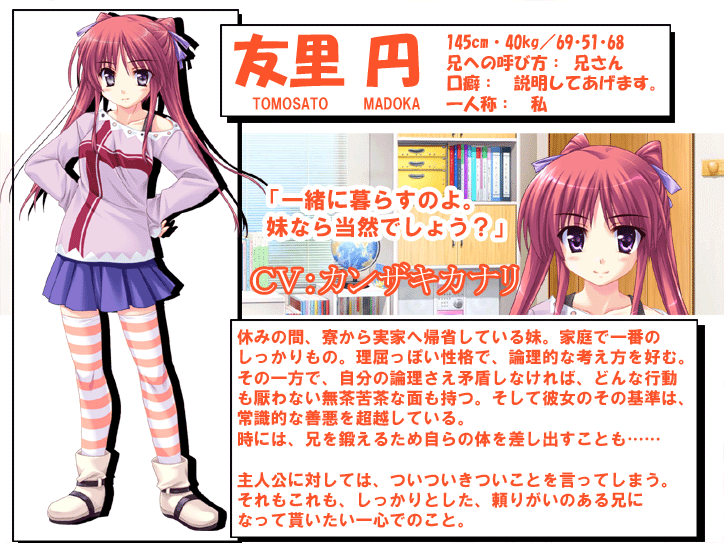 友里 円
TOMOSATO MADOKA
145cm・40kg／69・51・68
兄への呼び方： 兄さん
口癖： 説明してあげます。
一人称： 私
「一緒に暮らすのよ。
妹なら当然でしょう？」
CV：カンザキカナリ
休みの間、寮から実家へ帰省している妹。家庭で一番の
しっかりもの。理屈っぽい性格で、論理的な考え方を好む。
その一方で、自分の論理さえ矛盾しなければ、どんな行動
も厭わない無茶苦茶な面も持つ。そして彼女のその基準は、
常識的な善悪を超越している。
時には、兄を鍛えるため自らの体を差し出すことも……
主人公に対しては、ついついきついことを言ってしまう。
それもこれも、しっかりとした、頼りがいのある兄に
なって貰いたい一心でのこと。